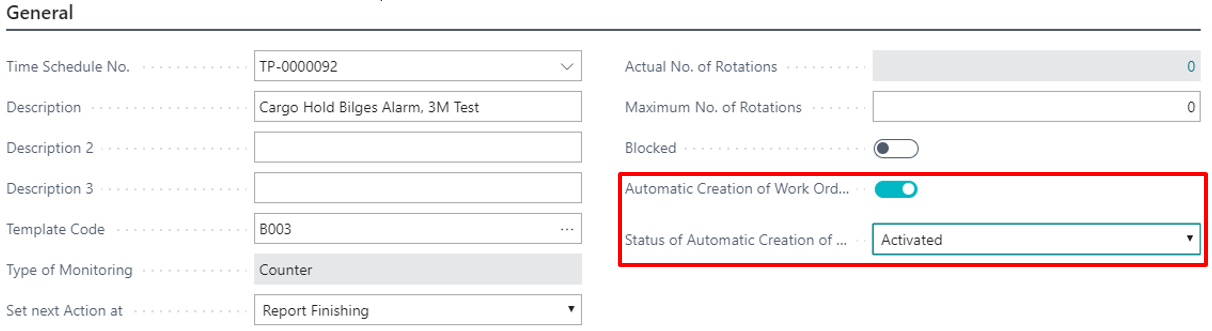 General
Time Schedule No. TP-0000092
Description Cargo Hold Bilges Alarm, 3M Test
Description 2
Description 3
Template Code B003 ...
Type of Monitoring Counter
Set next Action at Report Finishing
Actual No. of Rotations 0
Maximum No. of Rotations 0
Blocked
Automatic Creation of Work Ord...
Status of Automatic Creation of ... Activated